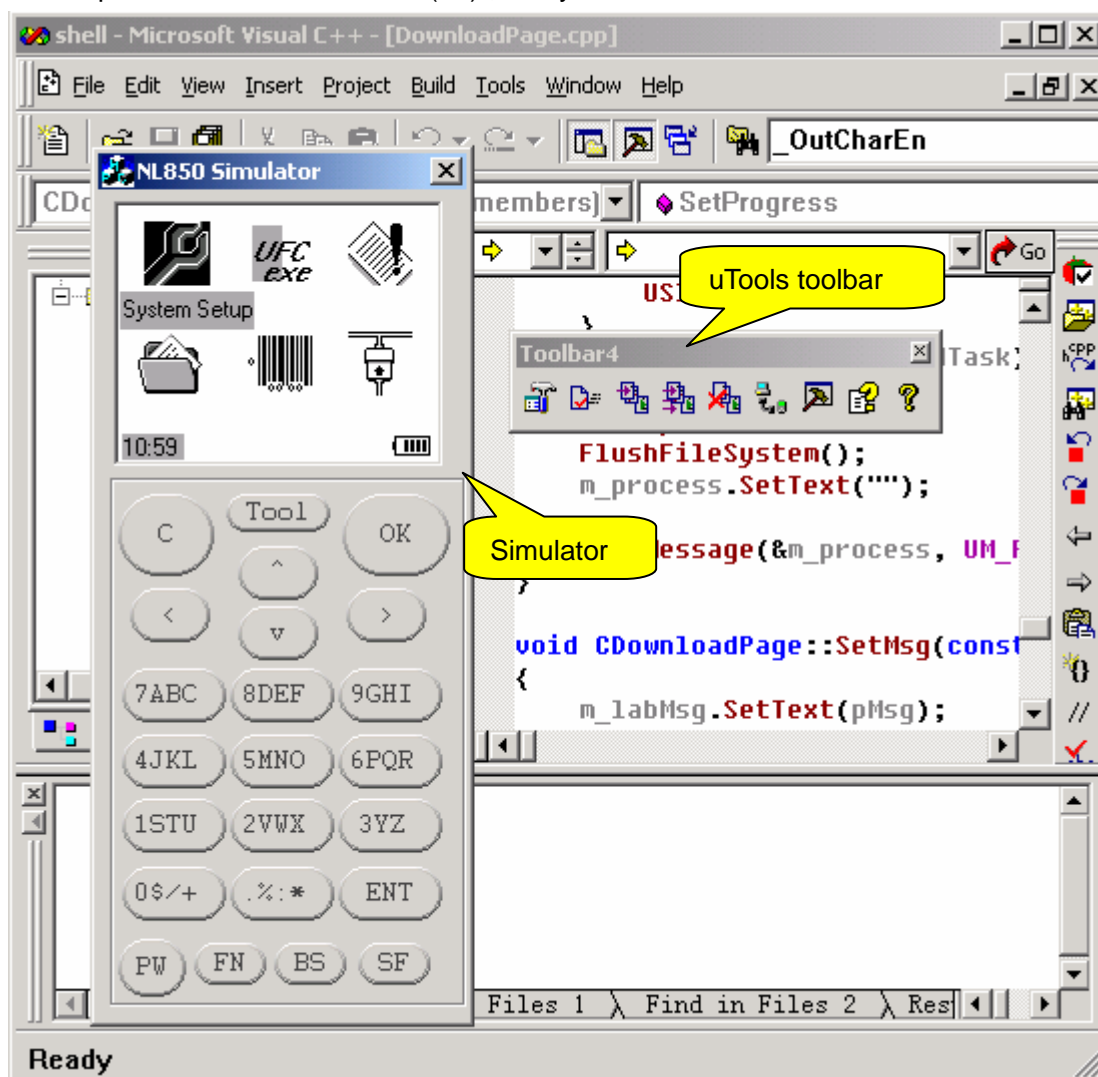 shell - Microsoft Visual C++ - [DownloadPage.cpp]
File Edit View Insert Project Build Tools Window Help
_OutCharEn
NL850 Simulator
members)
SetProgress
Go
UFC
exe
System Setup
10:59
uTools toolbar
Toolbar4
Task)
}
FlushFileSystem();
m_process.SetText("");
Message(&m_process, UM_
}
void CDownloadPage::SetMsg(const
{
m_labMsg.SetText(pMsg);
Simulator
C Tool OK
^
< >
v
7ABC 8DEF 9GHI
4JKL 5MNO 6PQR
1STU 2VWX 3YZ
0$/+ .%:* ENT
PW FN BS SF
cpp
{}
//
Files 1 Find in Files 2 Res
Ready